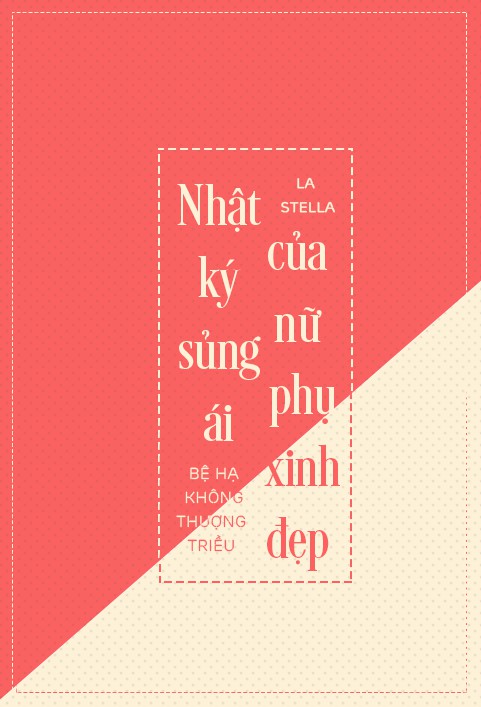 Nhật
ký
sủng
ái
LA
STELLA
của
nữ
phụ
xinh
đẹp
BỆ HẠ
KHÔNG
THƯỢNG
TRIỀU